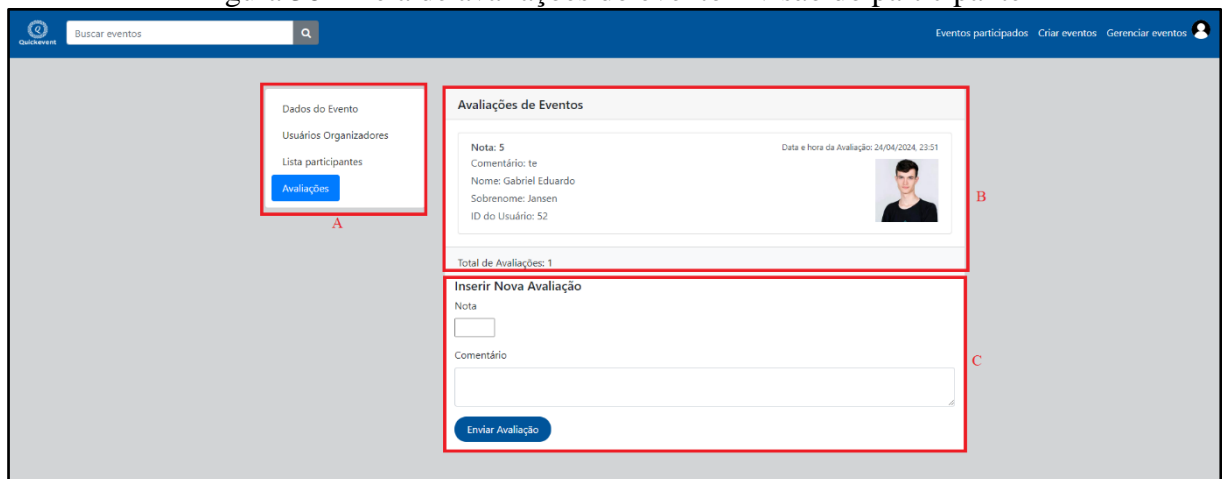 Quickevent
Buscar eventos
Eventos participados Criar eventos Gerenciar eventos
Dados do Evento
Usuários Organizadores
Lista participantes
Avaliações
A
Avaliações de Eventos
Nota: 5
Data e hora da Avaliação: 24/04/2024, 23:51
Comentário: te
Nome: Gabriel Eduardo
Sobrenome: Jansen
ID do Usuário: 52
B
Total de Avaliações: 1
Inserir Nova Avaliação
Nota
Comentário
C
Enviar Avaliação